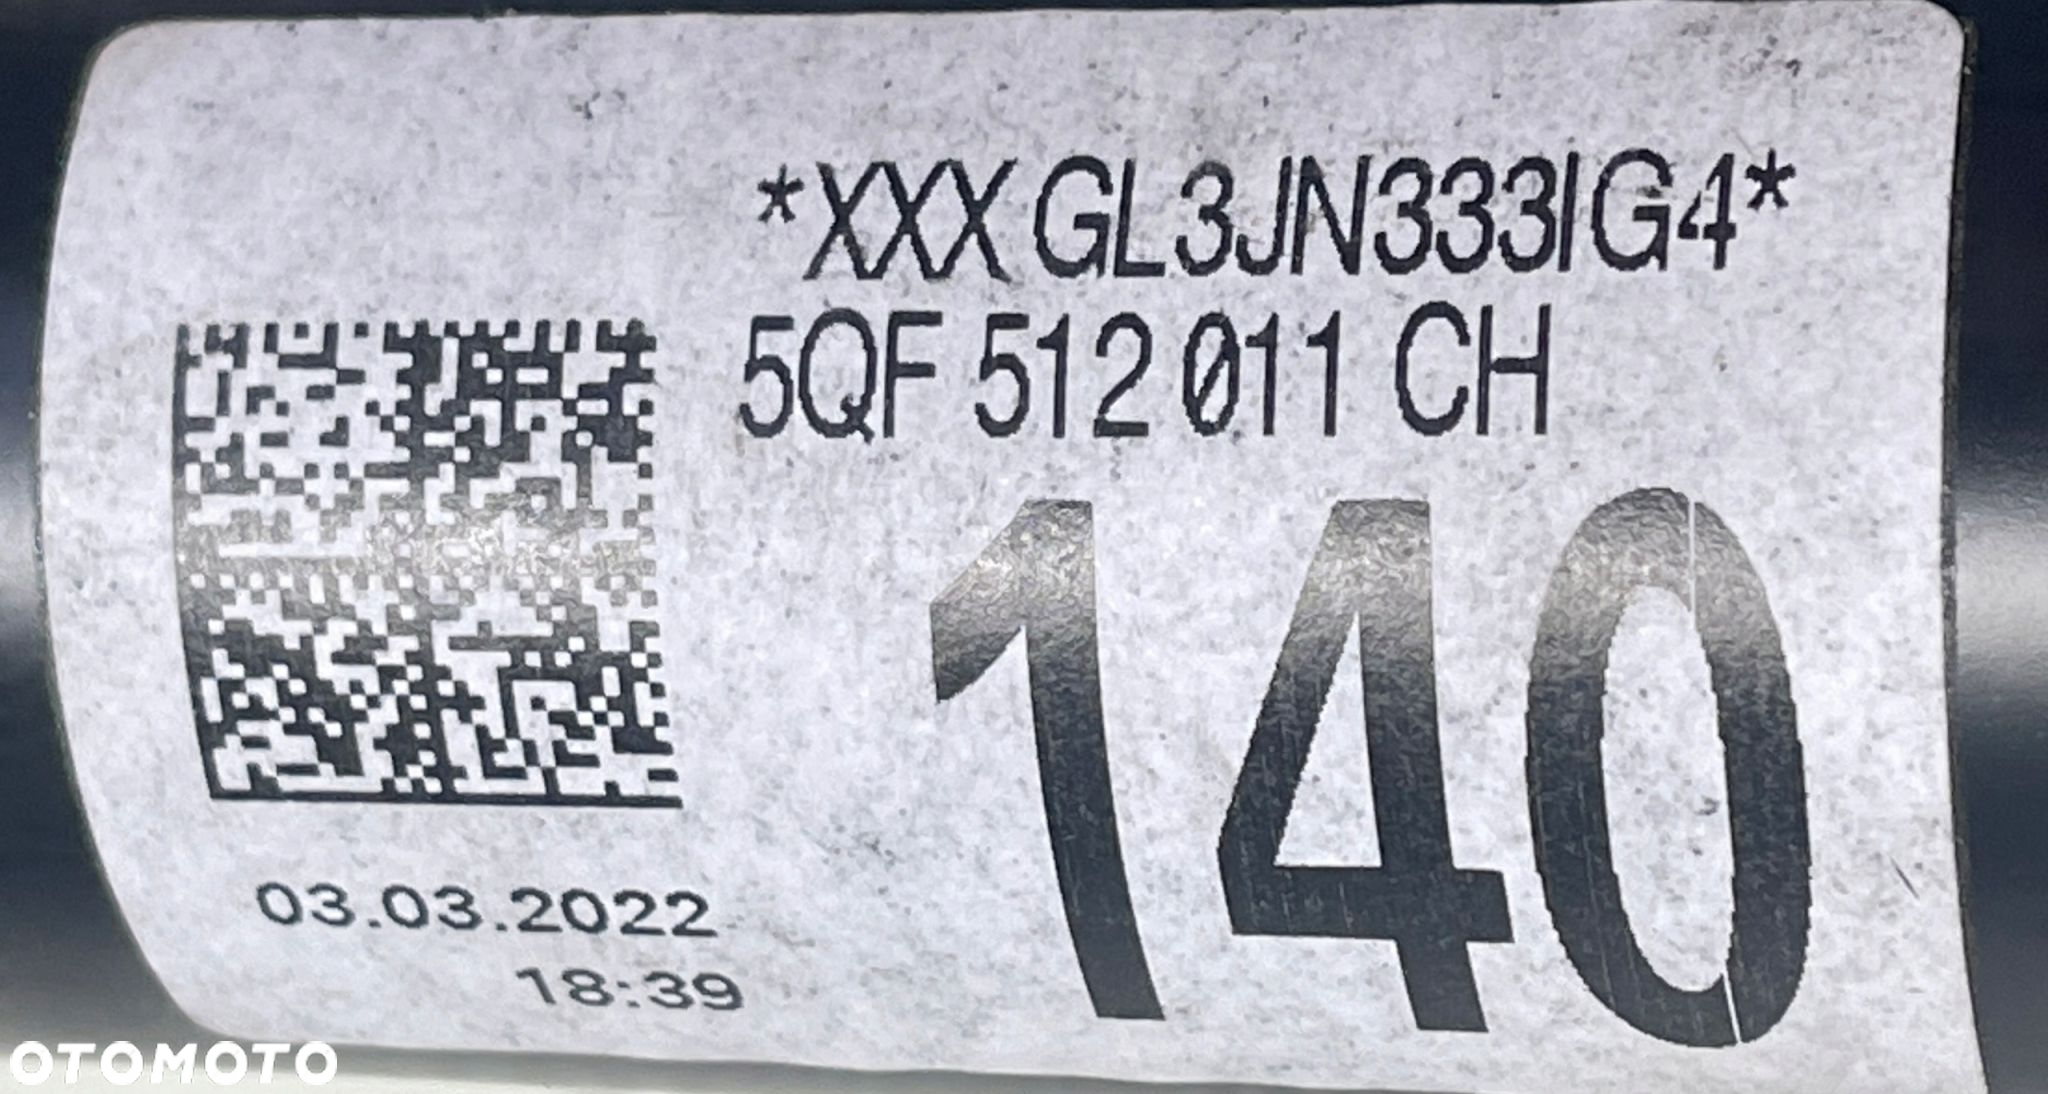 *XXX GL3JN333IG4*
5QF 512 011 CH
140
03.03.2022
18:39
OTOMOTO